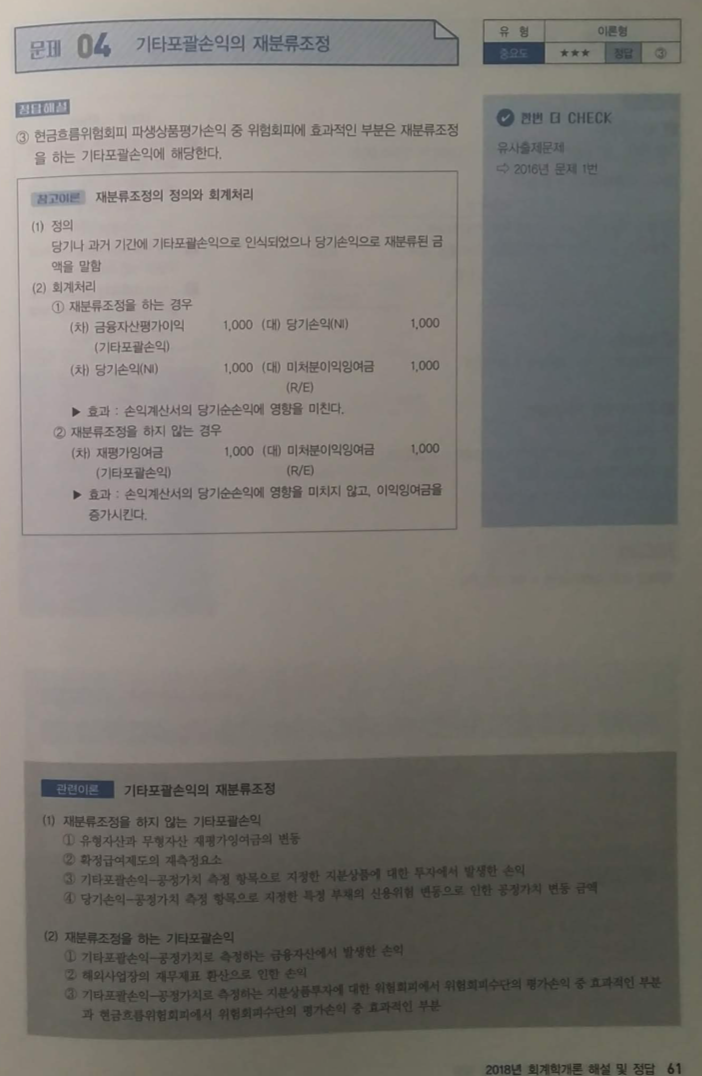 문제 04 기타포괄손익의 재분류조정
유 형 이론형
중요도 ★★★ 정답 ③
정답해설
③ 현금흐름위험회피 파생상품평가손익 중 위험회피에 효과적인 부분은 재분류조정
을 하는 기타포괄손익에 해당한다.
한번 더 CHECK
유사출제문제
⇨ 2016년 문제 1번
참고이론 재분류조정의 정의와 회계처리
(1) 정의
당기나 과거 기간에 기타포괄손익으로 인식되었으나 당기손익으로 재분류된 금
액을 말함
(2) 회계처리
① 재분류조정을 하는 경우
(차) 금융자산평가이익 1,000 (대) 당기손익(NI) 1,000
(기타포괄손익)
(차) 당기손익(NI) 1,000 (대) 미처분이익잉여금 1,000
(R/E)
▶ 효과 : 손익계산서의 당기순손익에 영향을 미친다.
② 재분류조정을 하지 않는 경우
(차) 재평가잉여금 1,000 (대) 미처분이익잉여금 1,000
(기타포괄손익) (R/E)
▶ 효과 : 손익계산서의 당기순손익에 영향을 미치지 않고, 이익잉여금을
증가시킨다.
관련이론 기타포괄손익의 재분류조정
(1) 재분류조정을 하지 않는 기타포괄손익
① 유형자산과 무형자산 재평가잉여금의 변동
② 확정급여제도의 재측정요소
③ 기타포괄손익-공정가치 측정 항목으로 지정한 지분상품에 대한 투자에서 발생한 손익
④ 당기손익-공정가치 측정 항목으로 지정한 특정 부채의 신용위험 변동으로 인한 공정가치 변동 금액
(2) 재분류조정을 하는 기타포괄손익
① 기타포괄손익-공정가치로 측정하는 금융자산에서 발생한 손익
② 해외사업장의 재무제표 환산으로 인한 손익
③ 기타포괄손익-공정가치로 측정하는 지분상품투자에 대한 위험회피에서 위험회피수단의 평가손익 중 효과적인 부분
과 현금흐름위험회피에서 위험회피수단의 평가손익 중 효과적인 부분
2018년 회계학개론 해설 및 정답 61